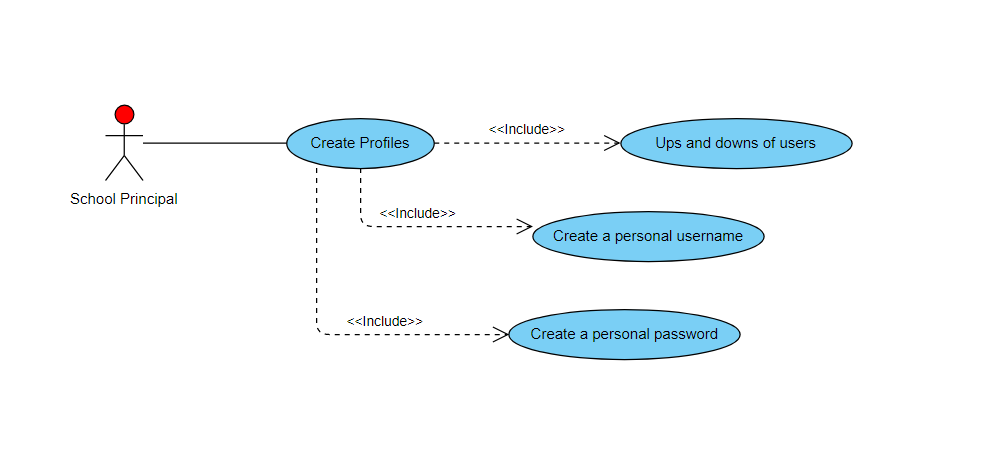 School Principal
Create Profiles
<<Include>>
Ups and downs of users
<<Include>>
Create a personal username
<<Include>>
Create a personal password